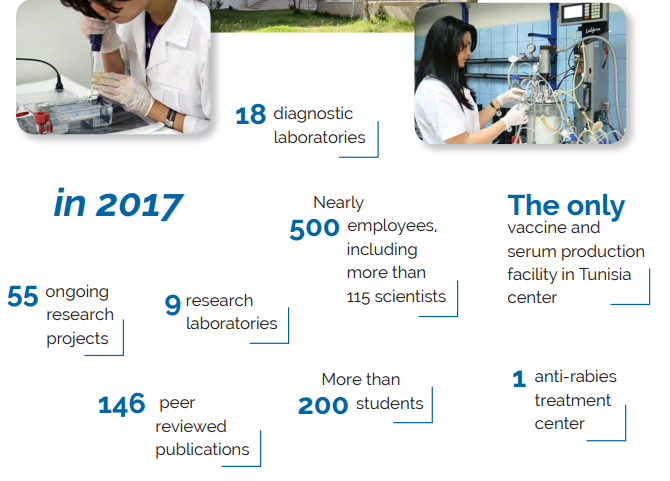 18 diagnostic
laboratories
in 2017
Nearly
500 employees,
including
more than
115 scientists
The only
vaccine and
serum production
facility in Tunisia
center
55 ongoing
research
projects
9 research
laboratories
146 peer
reviewed
publications
More than
200 students
1 anti-rabies
treatment
center